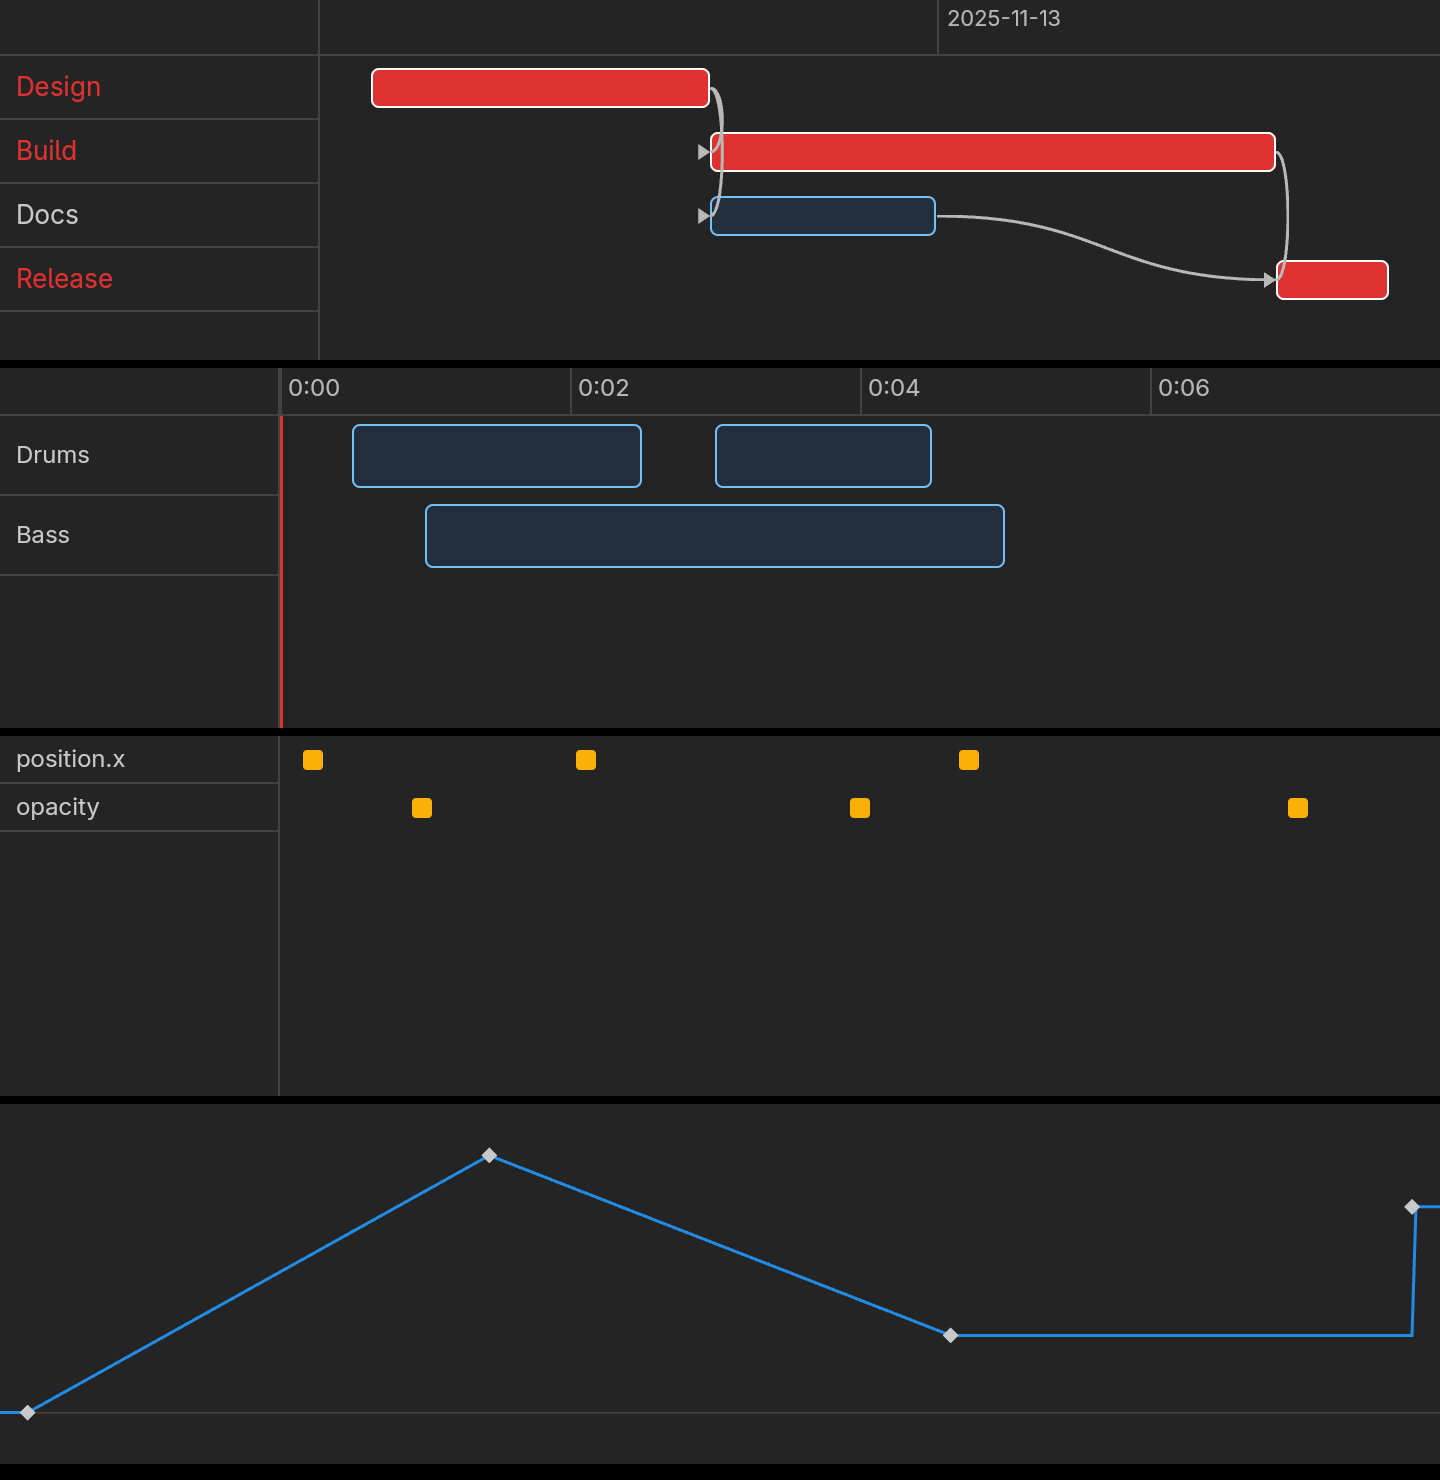 2025-11-13
Design
Build
Docs
Release
0:00 0:02 0:04 0:06
Drums
Bass
position.x
opacity